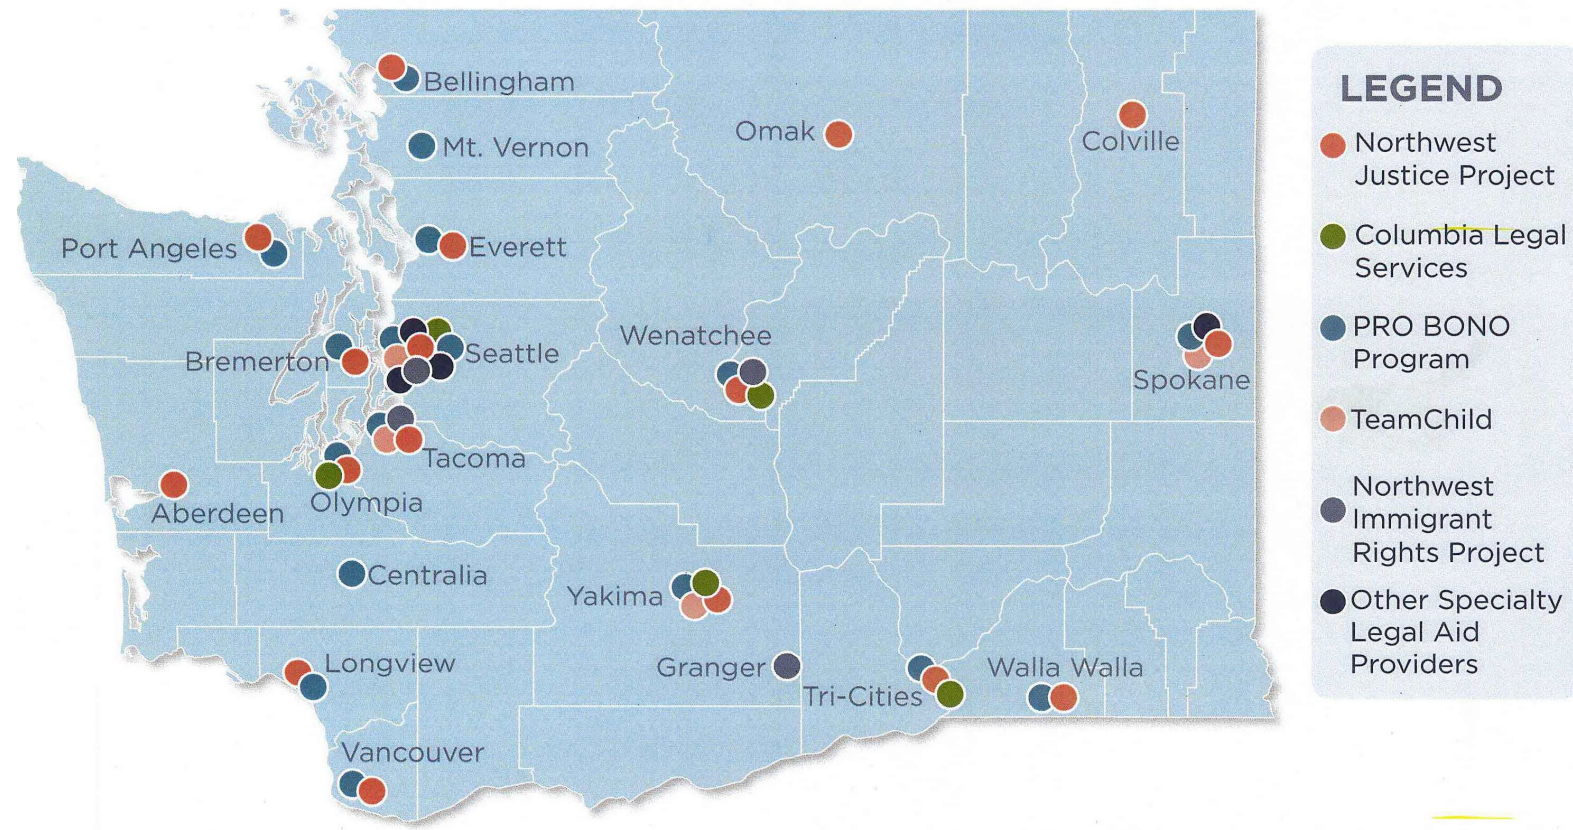 Bellingham
Mt. Vernon
Omak
Colville
Port Angeles
Everett
Bremerton
Seattle
Wenatchee
Spokane
Tacoma
Olympia
Aberdeen
Centralia
Yakima
Longview
Granger
Tri-Cities
Walla Walla
Vancouver
LEGEND
Northwest
Justice Project
Columbia Legal
Services
PRO BONO
Program
TeamChild
Northwest
Immigrant
Rights Project
Other Specialty
Legal Aid
Providers